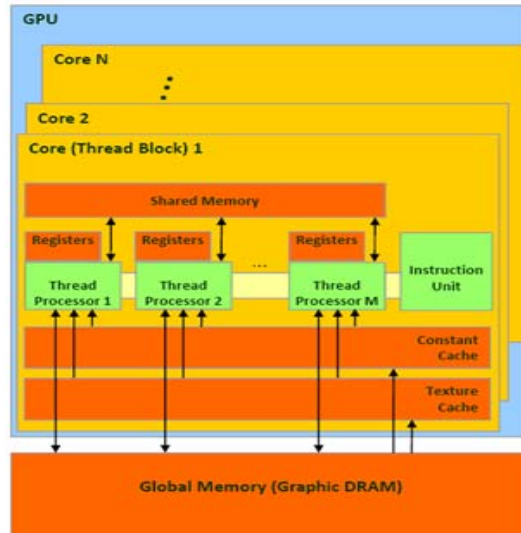 GPU
Core N
Core 2
Core (Thread Block) 1
Shared Memory
Registers
Registers
Registers
...
Thread
Processor 1
Thread
Processor 2
Thread
Processor M
Instruction
Unit
Constant
Cache
Texture
Cache
Global Memory (Graphic DRAM)